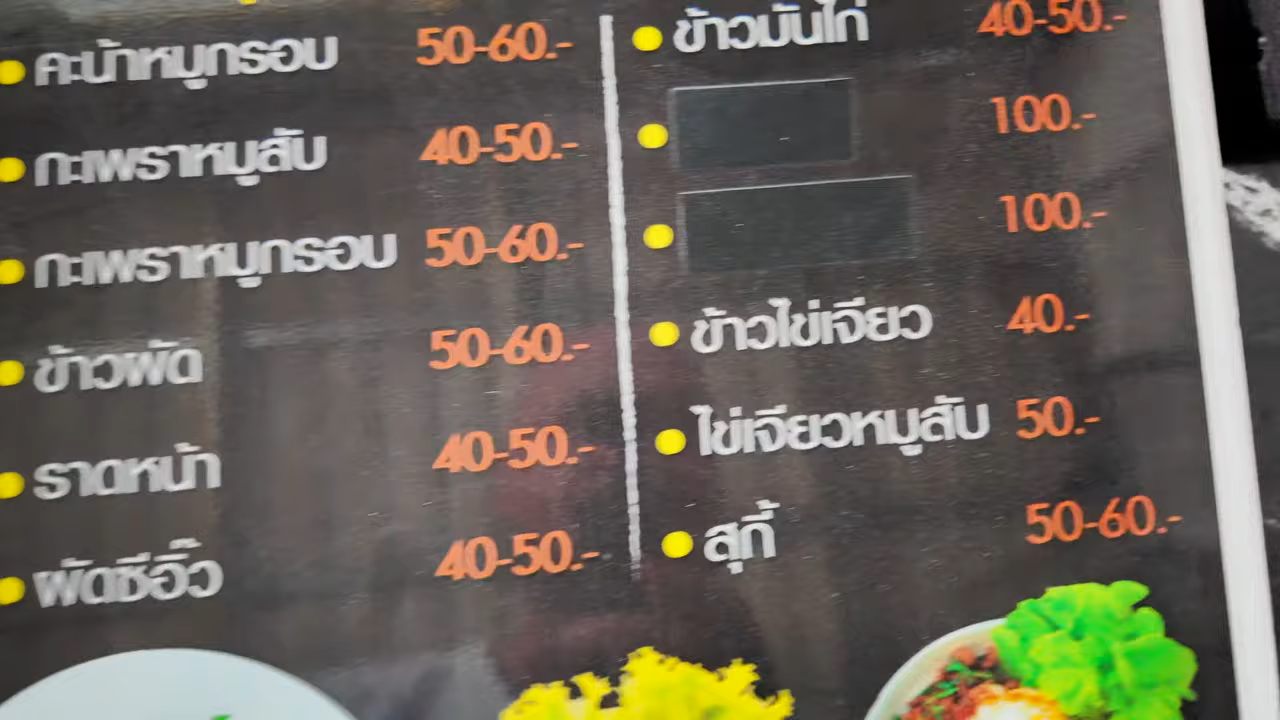 คะน้าหมูกรอบ 50-60.-
กะเพราหมูสับ 40-50.-
กะเพราหมูกรอบ 50-60.-
ข้าวผัด 50-60.-
ราดหน้า 40-50.-
ผัดซีอิ๊ว 40-50.-
ข้าวมันไก่ 40-50.-
100.-
100.-
ข้าวไข่เจียว 40.-
ไข่เจียวหมูสับ 50.-
สุกี้ 50-60.-